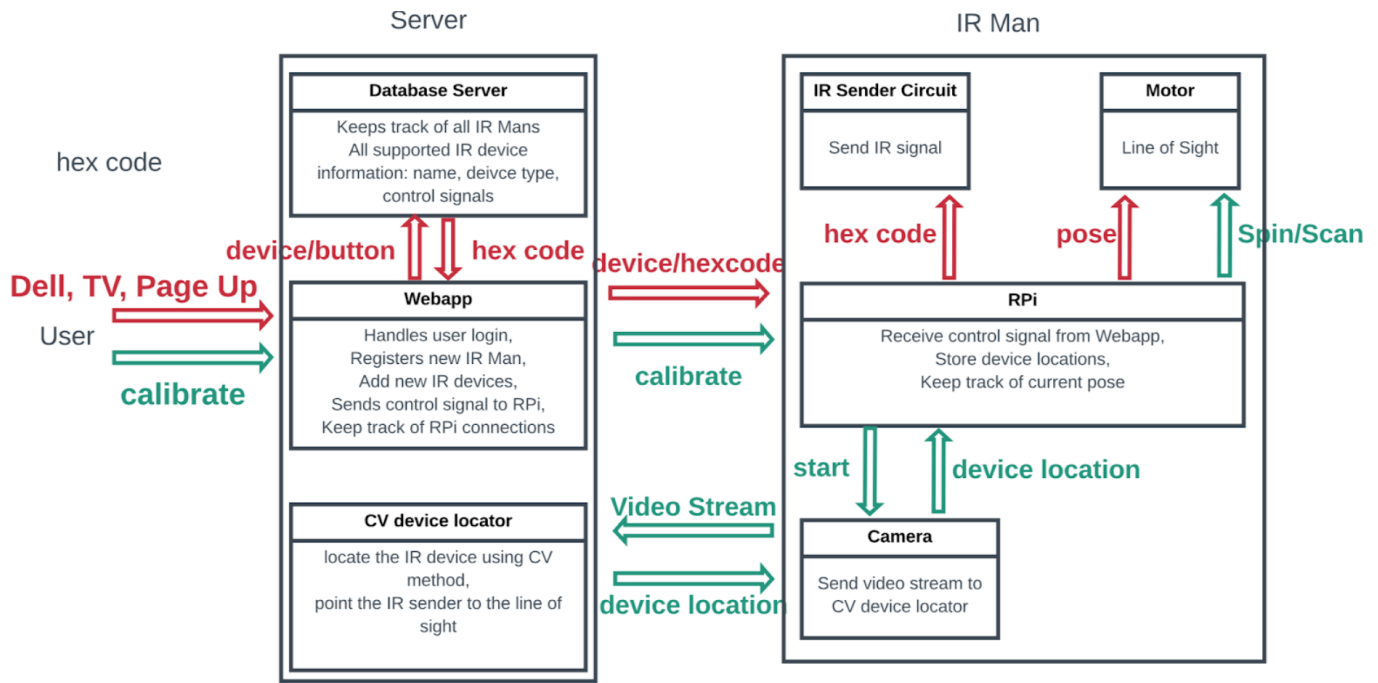 Server
IR Man
Database Server
Keeps track of all IR Mans
All supported IR device
information: name, deivce type,
control signals
IR Sender Circuit
Send IR signal
Motor
Line of Sight
hex code
device/button
hex code
device/hexcode
hex code
pose
Spin/Scan
Dell, TV, Page Up
User
calibrate
Webapp
Handles user login,
Registers new IR Man,
Add new IR devices,
Sends control signal to RPi,
Keep track of RPi connections
calibrate
RPi
Receive control signal from Webapp,
Store device locations,
Keep track of current pose
start
device location
Video Stream
device location
CV device locator
locate the IR device using CV
method,
point the IR sender to the line of
sight
Camera
Send video stream to
CV device locator